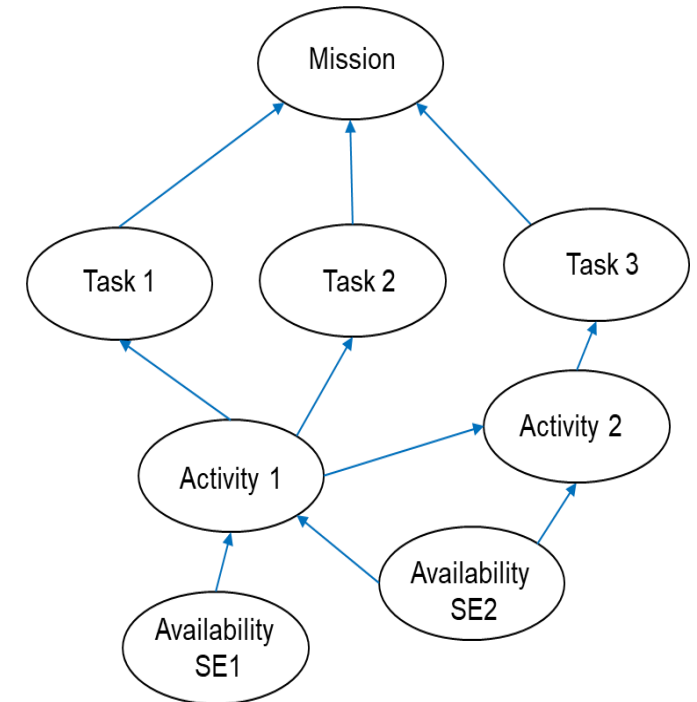 Mission
Task 1
Task 2
Task 3
Activity 1
Activity 2
Availability
SE2
Availability
SE1